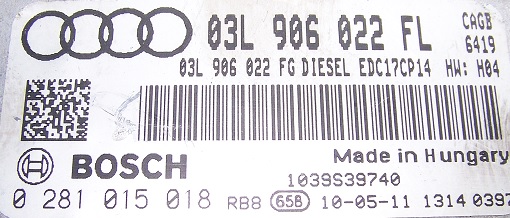 03L 906 022 FL CAGB
6419
03L 906 022 FG DIESEL EDC17CP14 HW: H04
BOSCH
Made in Hungary
1039S39740
0 281 015 018 RB8 65B 10-05-11 1314 0397